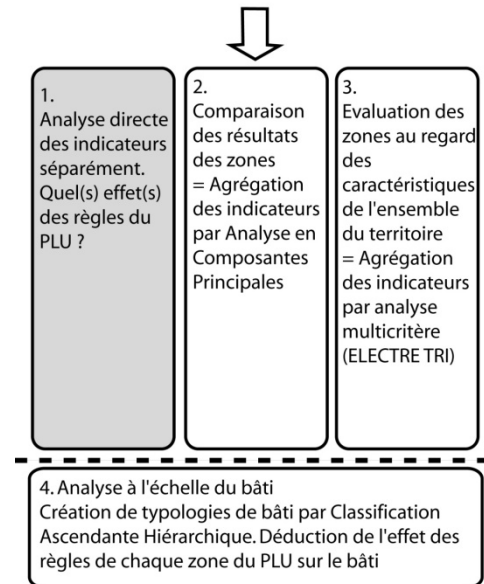 1.
Analyse directe
des indicateurs
séparément.
Quel(s) effet(s)
des règles du
PLU ?
2.
Comparaison
des résultats
des zones
= Agrégation
des indicateurs
par Analyse en
Composantes
Principales
3.
Evaluation des
zones au regard
des
caractéristiques
de l'ensemble
du territoire
= Agrégation
des indicateurs
par analyse
multicritère
(ELECTRE TRI)
4. Analyse à l'échelle du bâti
Création de typologies de bâti par Classification
Ascendante Hiérarchique. Déduction de l'effet des
règles de chaque zone du PLU sur le bâti